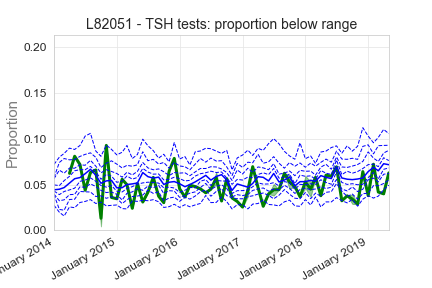 L82051 - TSH tests: proportion below range
Proportion
0.20
0.15
0.10
0.05
0.00
nuary 2014
January 2015
January 2016
January 2017
January 2018
January 2019